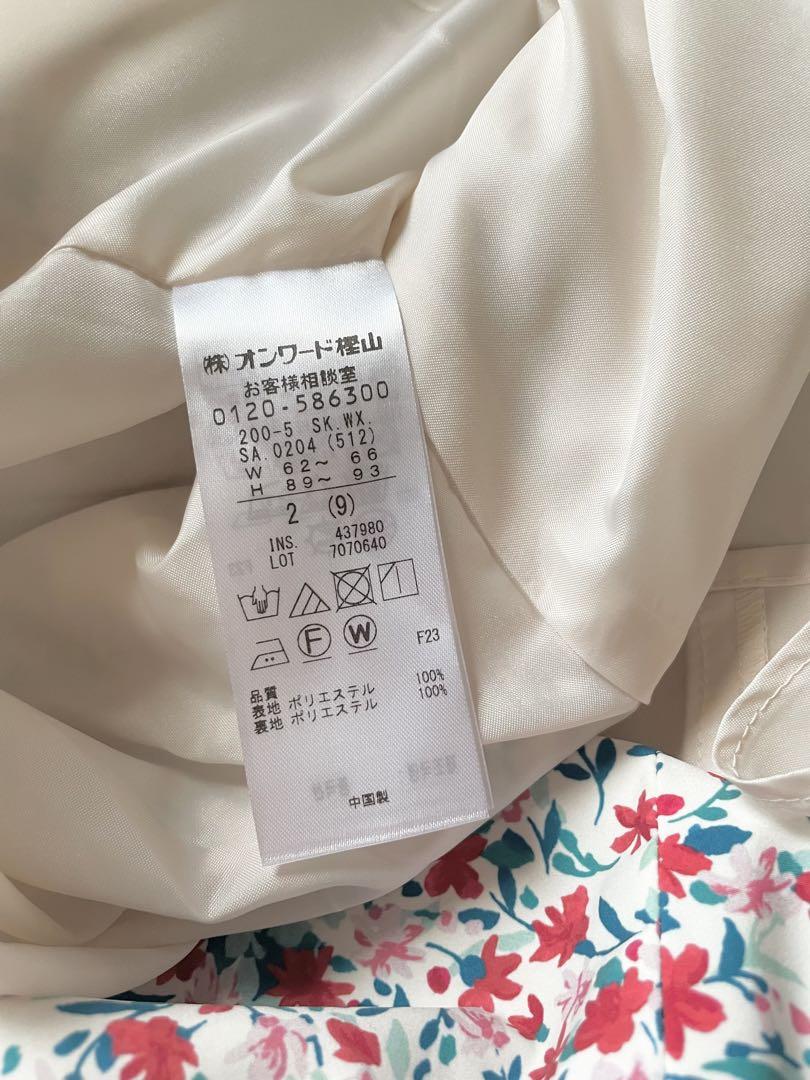 (株)オンワード樫山
お客様相談室
0120-586300
200-5 SK.WX.
SA.0204 (512)
W 62～ 66
H 89～ 93
2 (9)
INS. 437980
LOT 7070640
F W F23
品質
表地 ポリエステル 100%
裏地 ポリエステル 100%
中国製